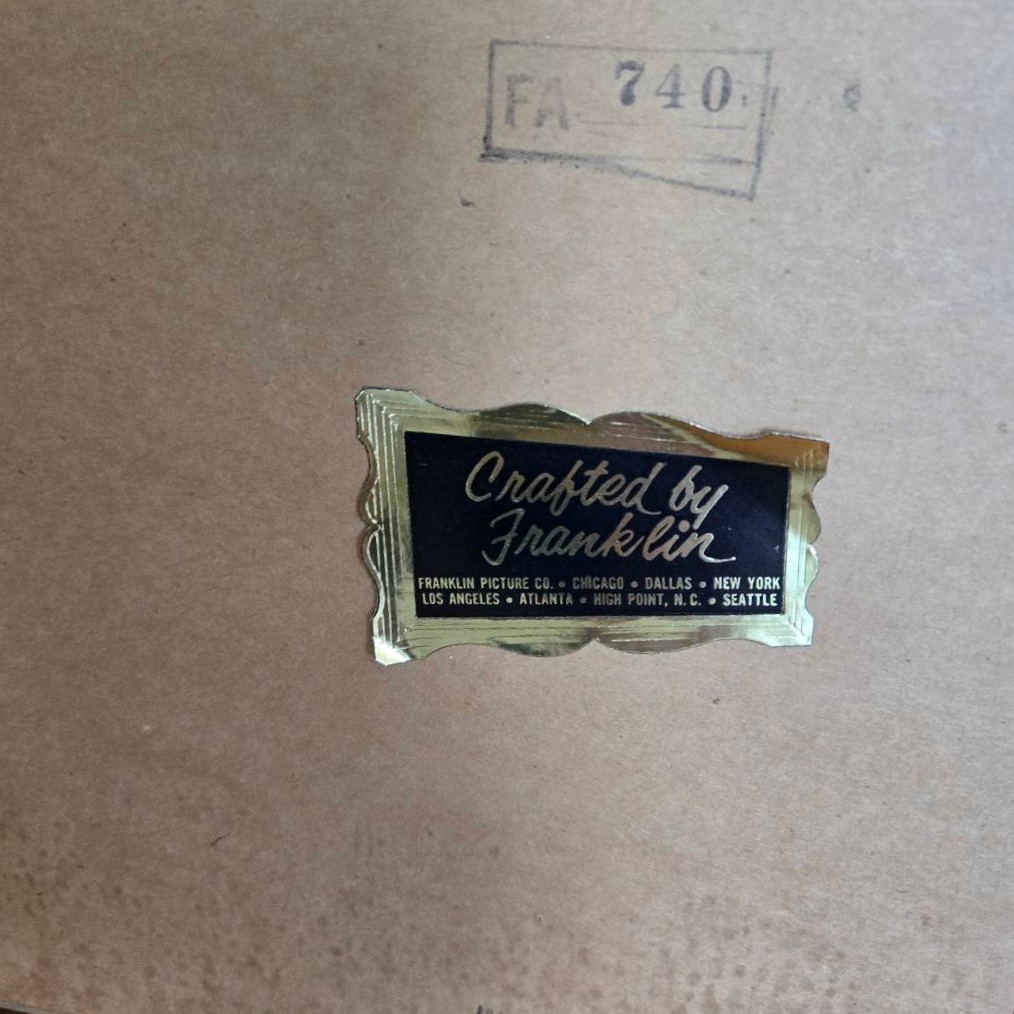 FA 740
Crafted by
Franklin
FRANKLIN PICTURE CO. • CHICAGO • DALLAS • NEW YORK
LOS ANGELES • ATLANTA • HIGH POINT, N.C. • SEATTLE